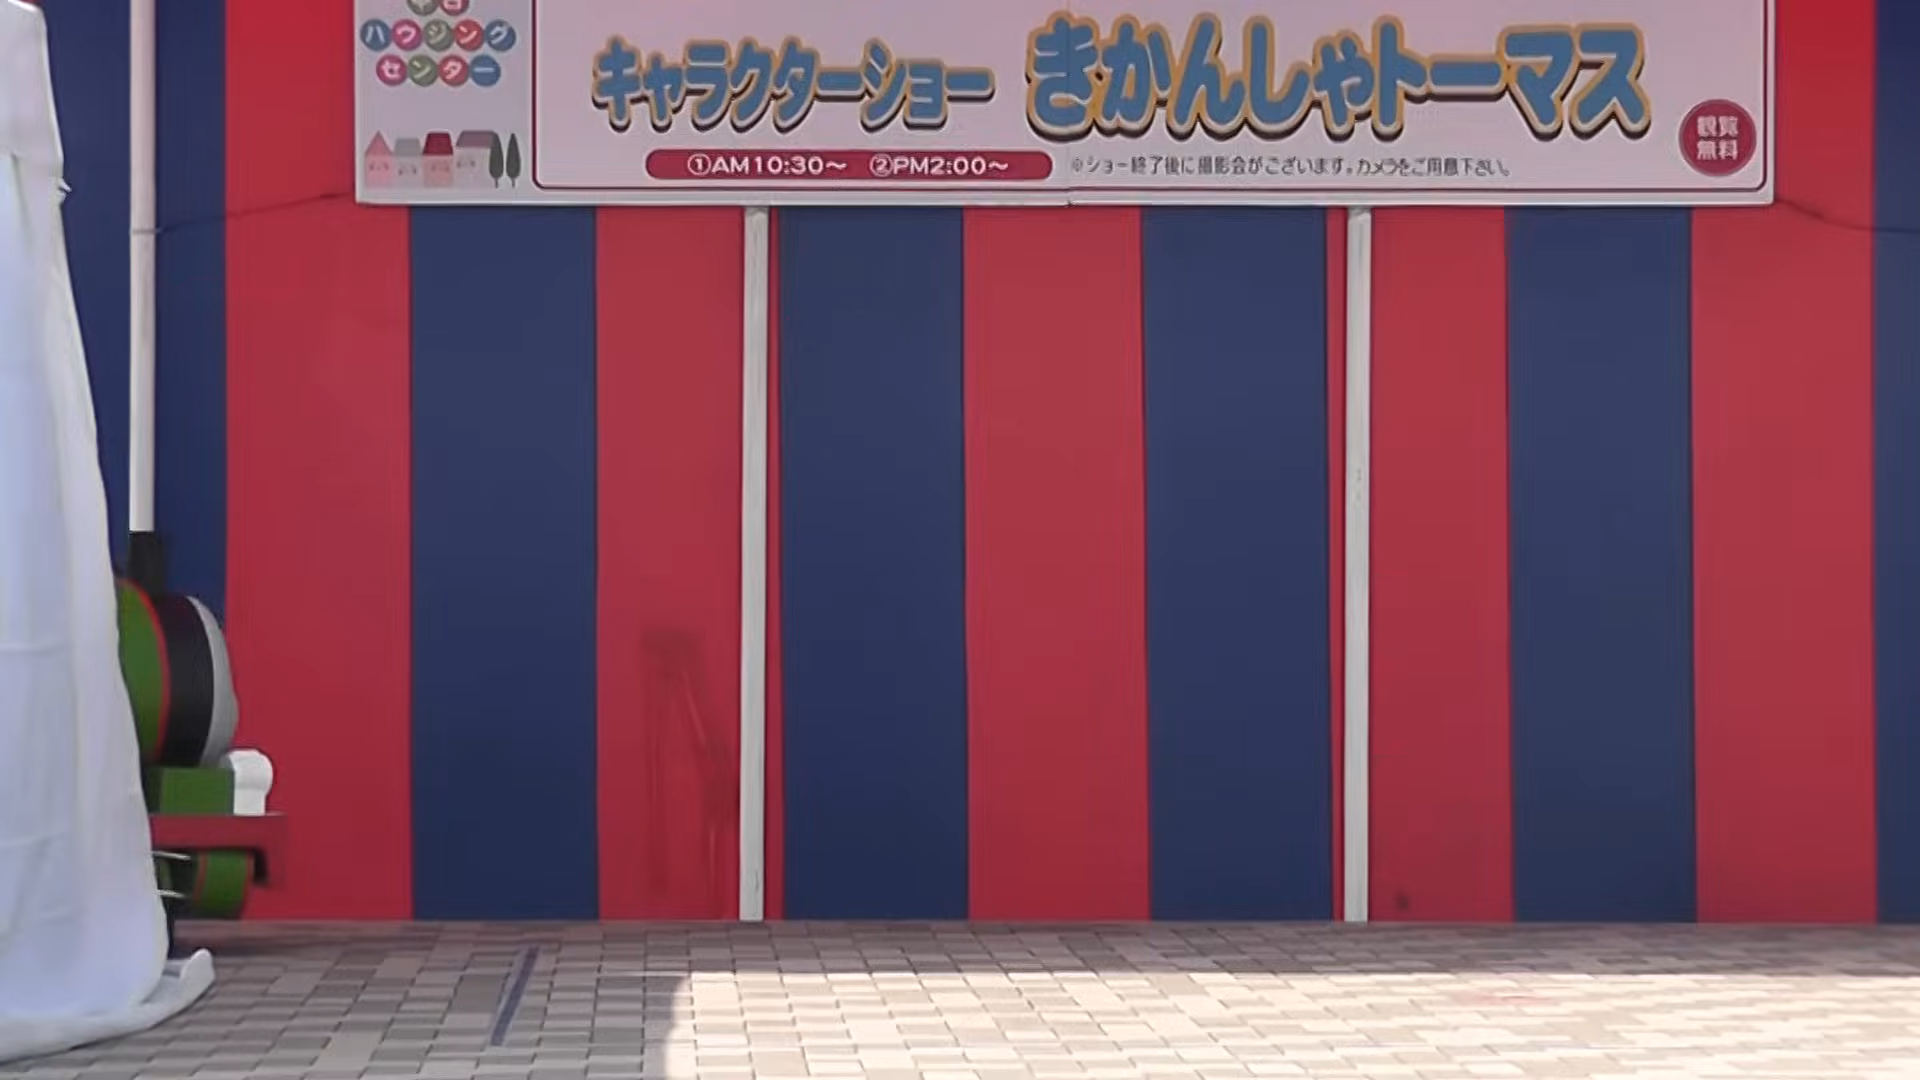 ハウジング
センター
キャラクターショー きかんしゃトーマス
①AM10:30〜 ②PM2:00〜 ※ショー終了後に撮影会がございます。カメラをご用意下さい。
観覧
無料